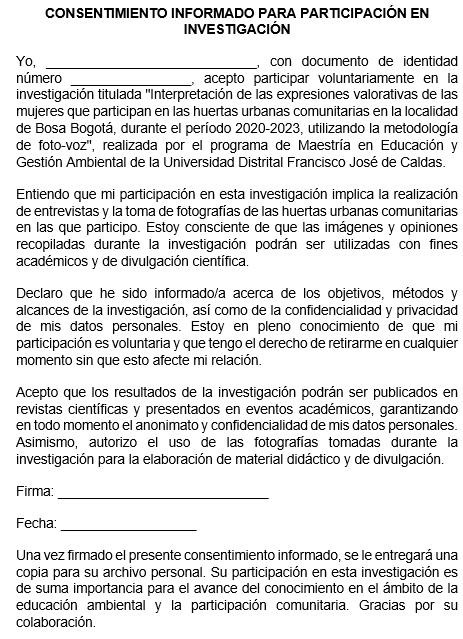 CONSENTIMIENTO INFORMADO PARA PARTICIPACIÓN EN
INVESTIGACIÓN
Yo, ____________________________, con documento de identidad
número ________________, acepto participar voluntariamente en la
investigación titulada "Interpretación de las expresiones valorativas de las
mujeres que participan en las huertas urbanas comunitarias en la localidad
de Bosa Bogotá, durante el período 2020-2023, utilizando la metodología
de foto-voz", realizada por el programa de Maestría en Educación y
Gestión Ambiental de la Universidad Distrital Francisco José de Caldas.
Entiendo que mi participación en esta investigación implica la realización
de entrevistas y la toma de fotografías de las huertas urbanas comunitarias
en las que participo. Estoy consciente de que las imágenes y opiniones
recopiladas durante la investigación podrán ser utilizadas con fines
académicos y de divulgación científica.
Declaro que he sido informado/a acerca de los objetivos, métodos y
alcances de la investigación, así como de la confidencialidad y privacidad
de mis datos personales. Estoy en pleno conocimiento de que mi
participación es voluntaria y que tengo el derecho de retirarme en cualquier
momento sin que esto afecte mi relación.
Acepto que los resultados de la investigación podrán ser publicados en
revistas científicas y presentados en eventos académicos, garantizando
en todo momento el anonimato y confidencialidad de mis datos personales.
Asimismo, autorizo el uso de las fotografías tomadas durante la
investigación para la elaboración de material didáctico y de divulgación.
Firma: ____________________________
Fecha: __________________
Una vez firmado el presente consentimiento informado, se le entregará una
copia para su archivo personal. Su participación en esta investigación es
de suma importancia para el avance del conocimiento en el ámbito de la
educación ambiental y la participación comunitaria. Gracias por su
colaboración.